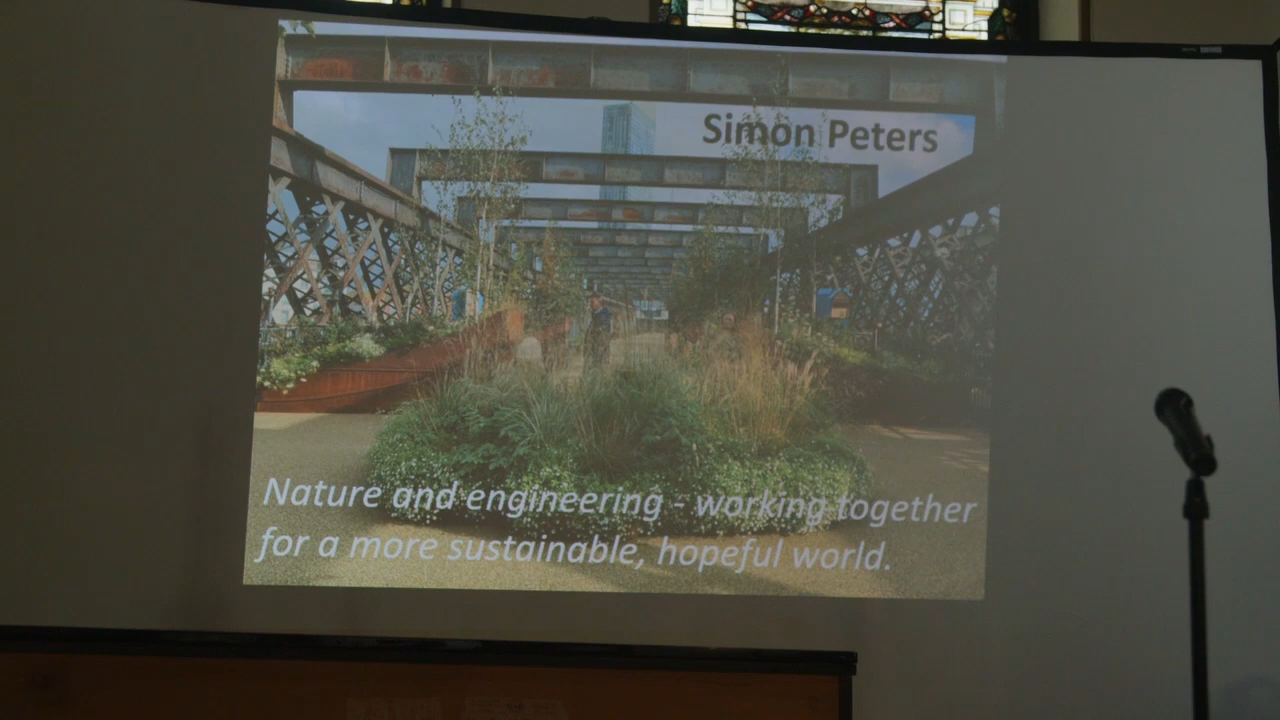 Simon Peters
Nature and engineering - working together
for a more sustainable, hopeful world.